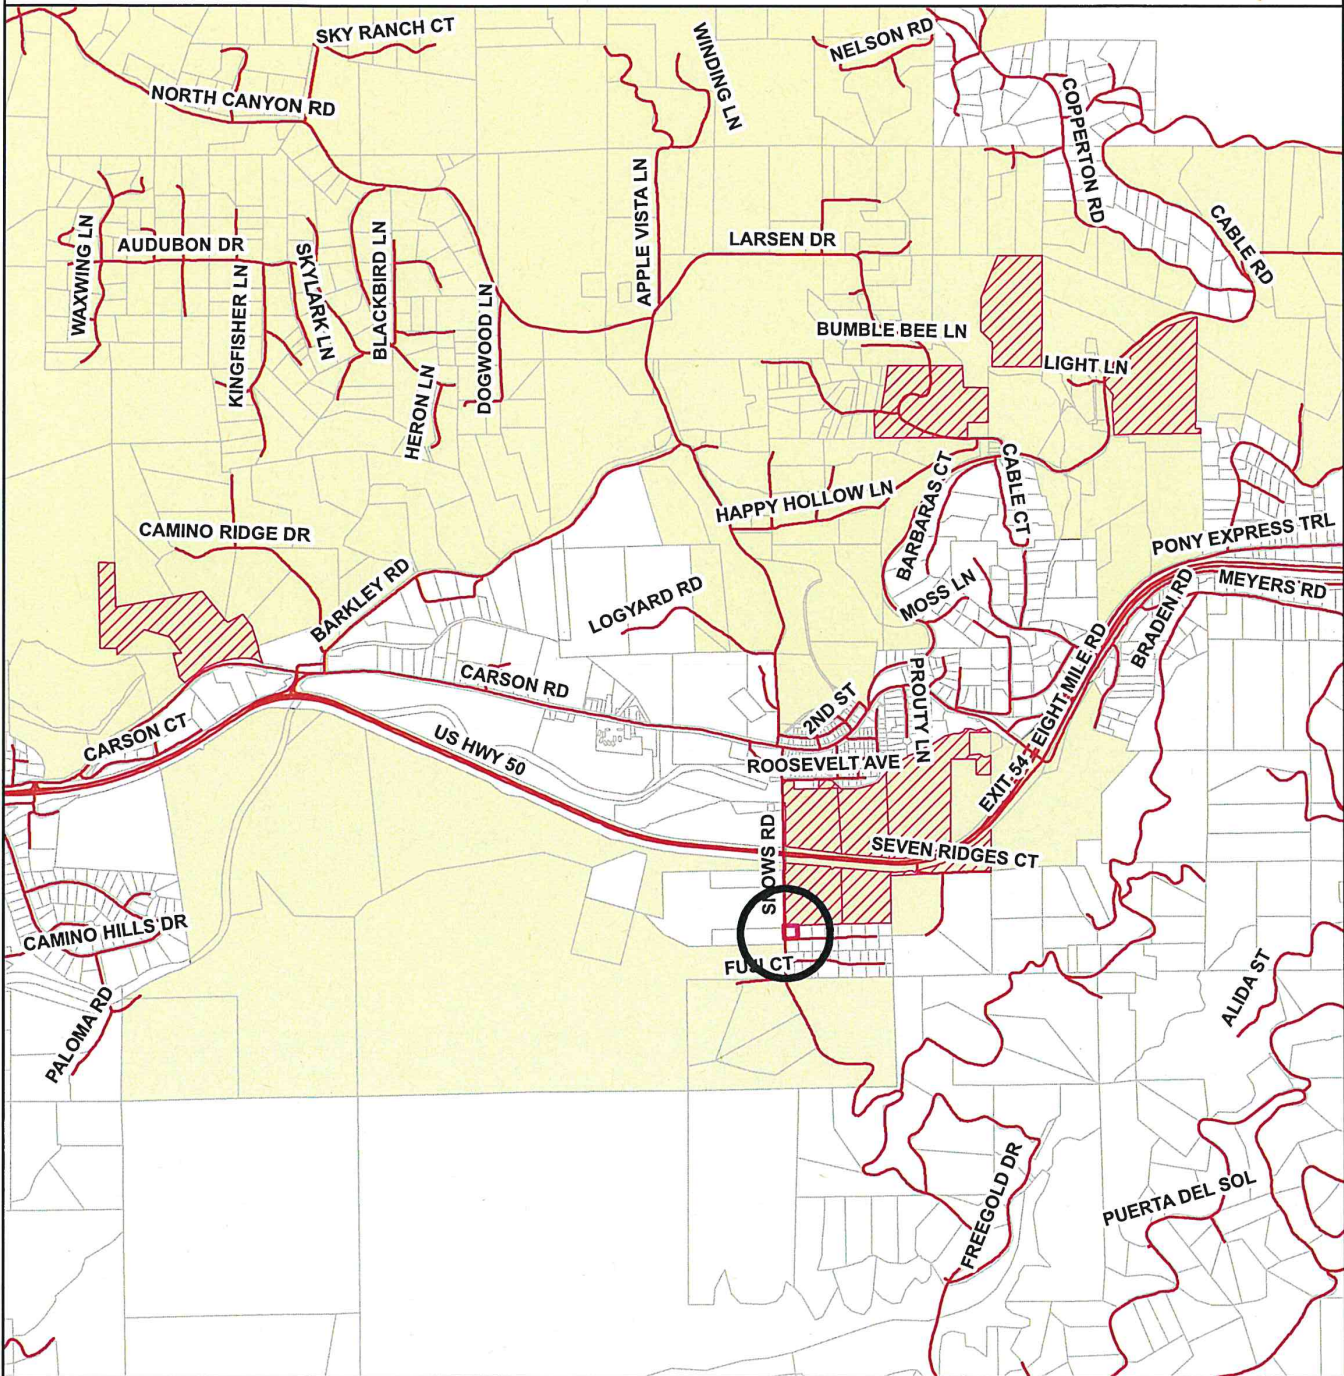 SKY RANCH CT
WINDING LN
NELSON RD
NORTH CANYON RD
COPPERTON RD
WAXWING LN
AUDUBON DR
KINGFISHER LN
SKYLARK LN
BLACKBIRD LN
HERON LN
DOGWOOD LN
APPLE VISTA LN
LARSEN DR
CABLE RD
BUMBLE BEE LN
LIGHT LN
CAMINO RIDGE DR
HAPPY HOLLOW LN
BARBARAS CT
CABLE CT
PONY EXPRESS TRL
MEYERS RD
BARKLEY RD
LOGYARD RD
MOSS LN
BRADEN RD
EIGHT MILE RD
CARSON RD
2ND ST
PROUTY LN
CARSON CT
US HWY 50
ROOSEVELT AVE
EXIT 54
SNOWS RD
SEVEN RIDGES CT
CAMINO HILLS DR
FUJI CT
PALOMA RD
ALIDA ST
FREEGOLD DR
PUERTA DEL SOL